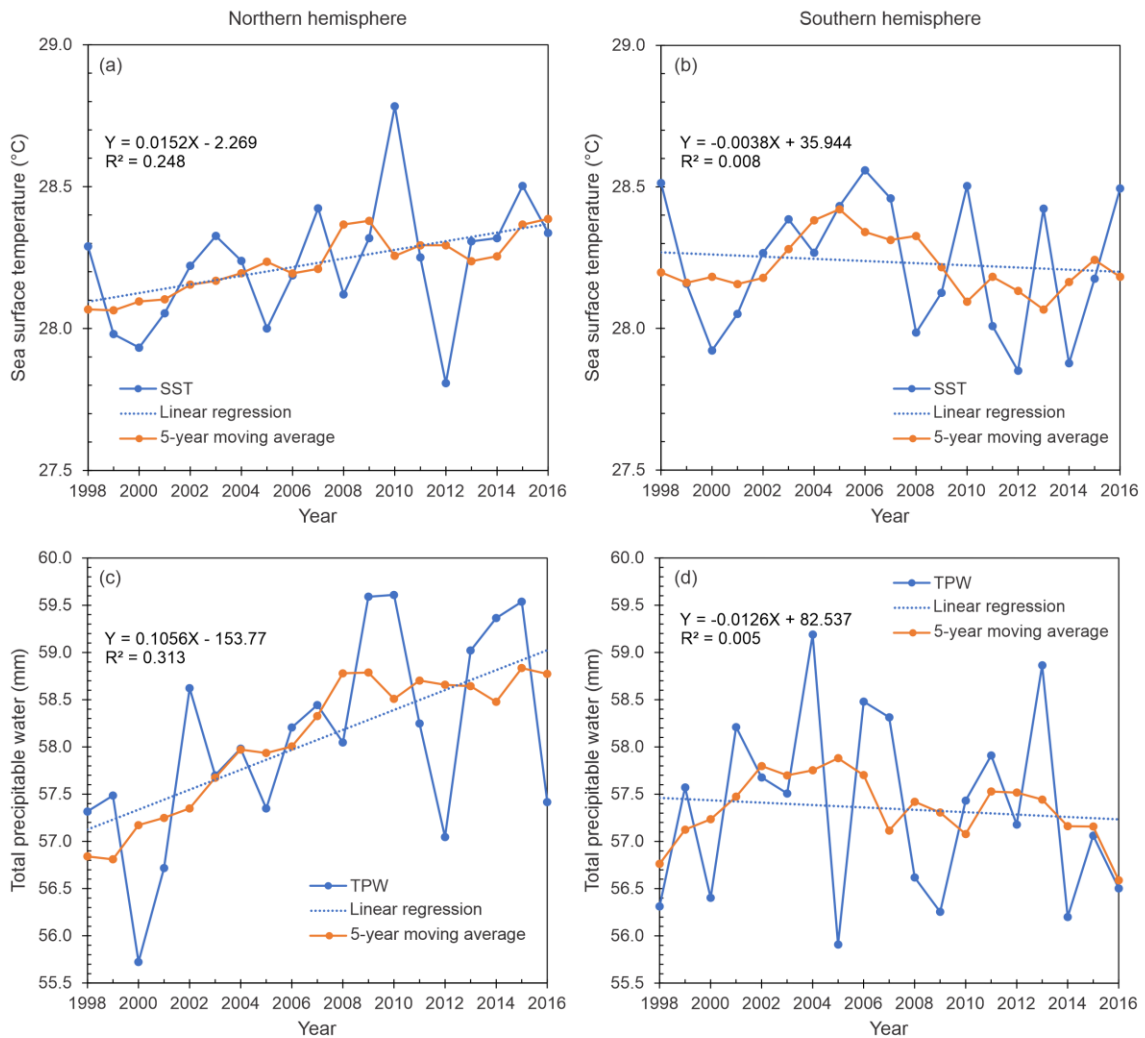 Northern hemisphere
Southern hemisphere
(a)
Y = 0.0152X - 2.269
R² = 0.248
Sea surface temperature (°C)
29.0
28.5
28.0
27.5
SST
Linear regression
5-year moving average
1998 2000 2002 2004 2006 2008 2010 2012 2014 2016
Year
(b)
Y = -0.0038X + 35.944
R² = 0.008
Sea surface temperature (°C)
29.0
28.5
28.0
27.5
SST
Linear regression
5-year moving average
1998 2000 2002 2004 2006 2008 2010 2012 2014 2016
Year
(c)
Y = 0.1056X - 153.77
R² = 0.313
Total precipitable water (mm)
60.0
59.5
59.0
58.5
58.0
57.5
57.0
56.5
56.0
55.5
TPW
Linear regression
5-year moving average
1998 2000 2002 2004 2006 2008 2010 2012 2014 2016
Year
(d)
Y = -0.0126X + 82.537
R² = 0.005
Total precipitable water (mm)
60.0
59.5
59.0
58.5
58.0
57.5
57.0
56.5
56.0
55.5
TPW
Linear regression
5-year moving average
1998 2000 2002 2004 2006 2008 2010 2012 2014 2016
Year